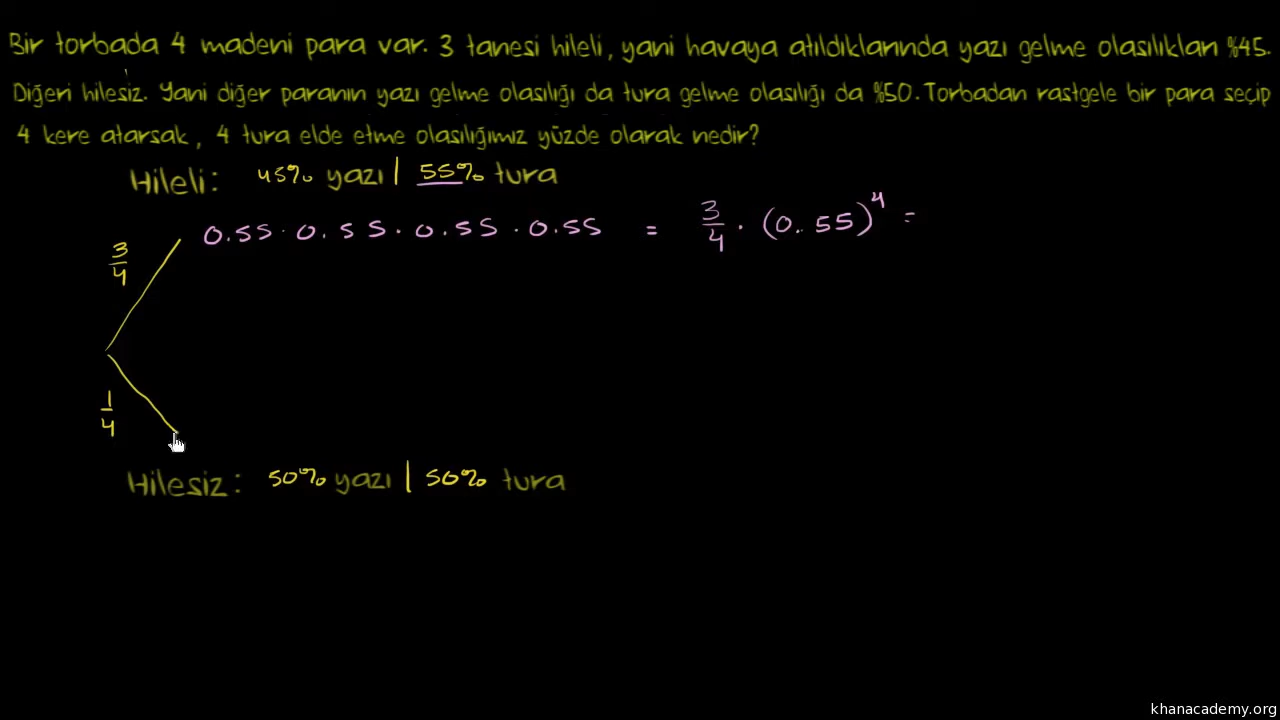 Bir torbada 4 madeni para var. 3 tanesi hileli, yani havaya atıldıklarında yazı gelme olasılıkları %45.
Diğeri hilesiz. Yani diğer paranın yazı gelme olasılığı da tura gelme olasılığı da %50. Torbadan rastgele bir para seçip
4 kere atarsak, 4 tura elde etme olasılığımız yüzde olarak nedir?
Hileli: 45% yazı | 55% tura
0.55 · 0.55 · 0.55 · 0.55 = 3/4 · (0.55)^4 =
3/4
1/4
Hilesiz: 50% yazı | 50% tura
khanacademy.org